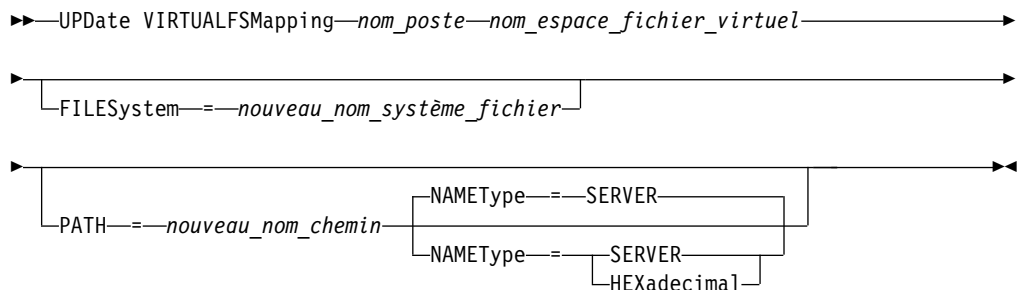 UPDate VIRTUALFSMapping nom_poste nom_espace_fichier_virtuel
FILESystem = nouveau_nom_système_fichier
NAMEType = SERVER
PATH = nouveau_nom_chemin
NAMEType = SERVER
HEXadecimal